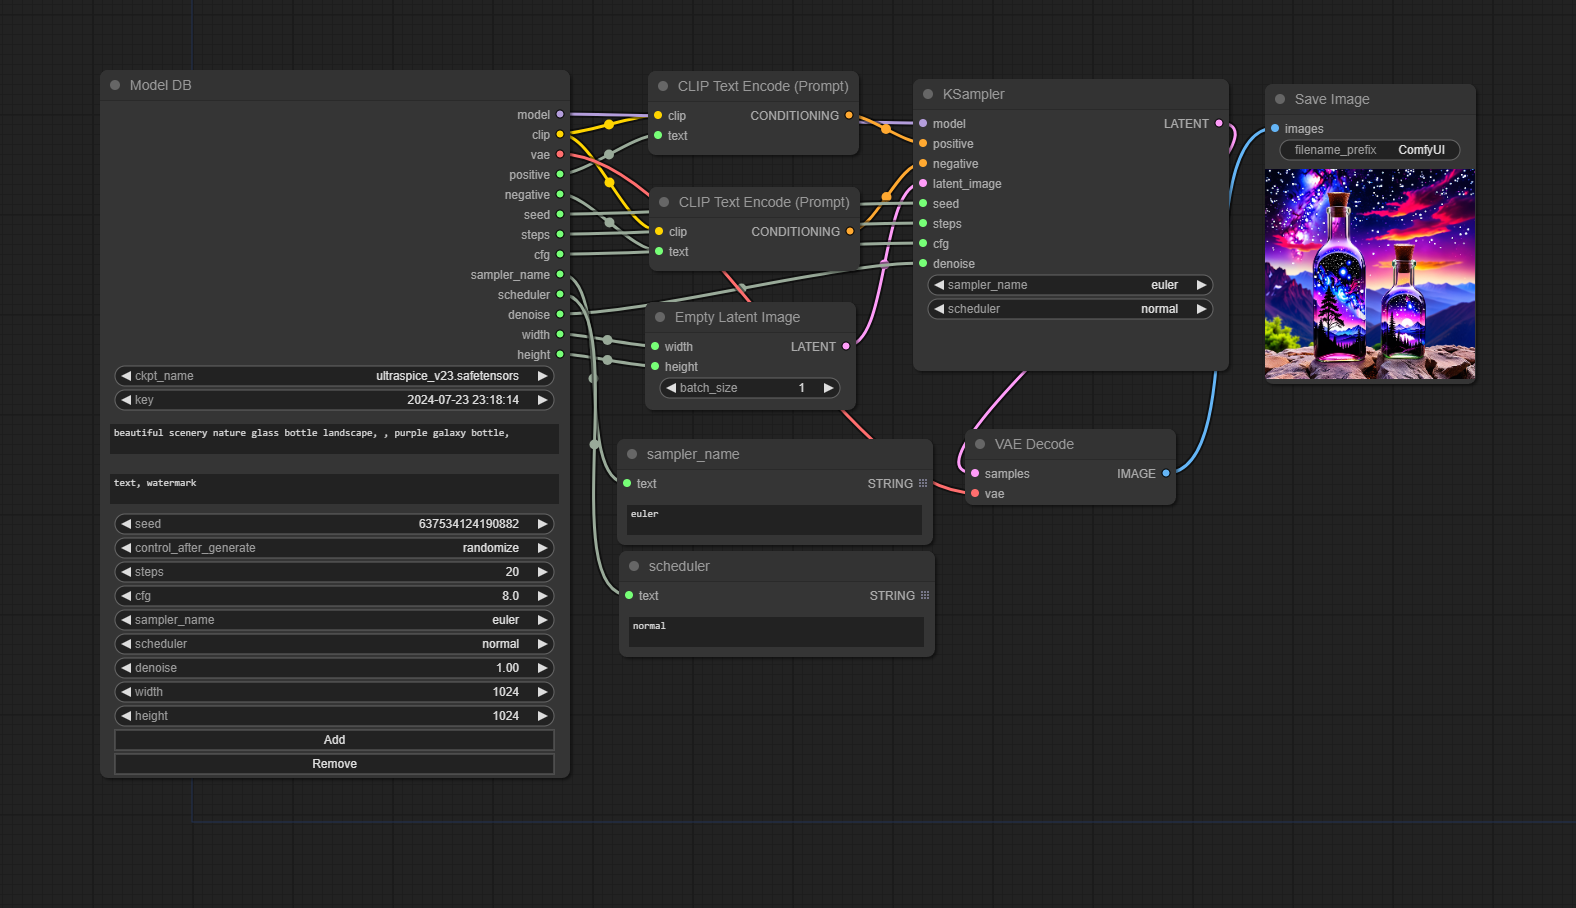 Model DB
model
clip
vae
positive
negative
seed
steps
cfg
sampler_name
scheduler
denoise
width
height
ckpt_name ultraspice_v23.safetensors
key 2024-07-23 23:18:14
beautiful scenery nature glass bottle landscape, , purple galaxy bottle,
text, watermark
seed 637534124190882
control_after_generate randomize
steps 20
cfg 8.0
sampler_name euler
scheduler normal
denoise 1.00
width 1024
height 1024
Add
Remove
CLIP Text Encode (Prompt)
clip CONDITIONING
text
CLIP Text Encode (Prompt)
clip CONDITIONING
text
Empty Latent Image
width LATENT
height
batch_size 1
sampler_name
text STRING
euler
scheduler
text STRING
normal
KSampler
model LATENT
positive
negative
latent_image
seed
steps
cfg
denoise
sampler_name euler
scheduler normal
VAE Decode
samples IMAGE
vae
Save Image
images
filename_prefix ComfyUI